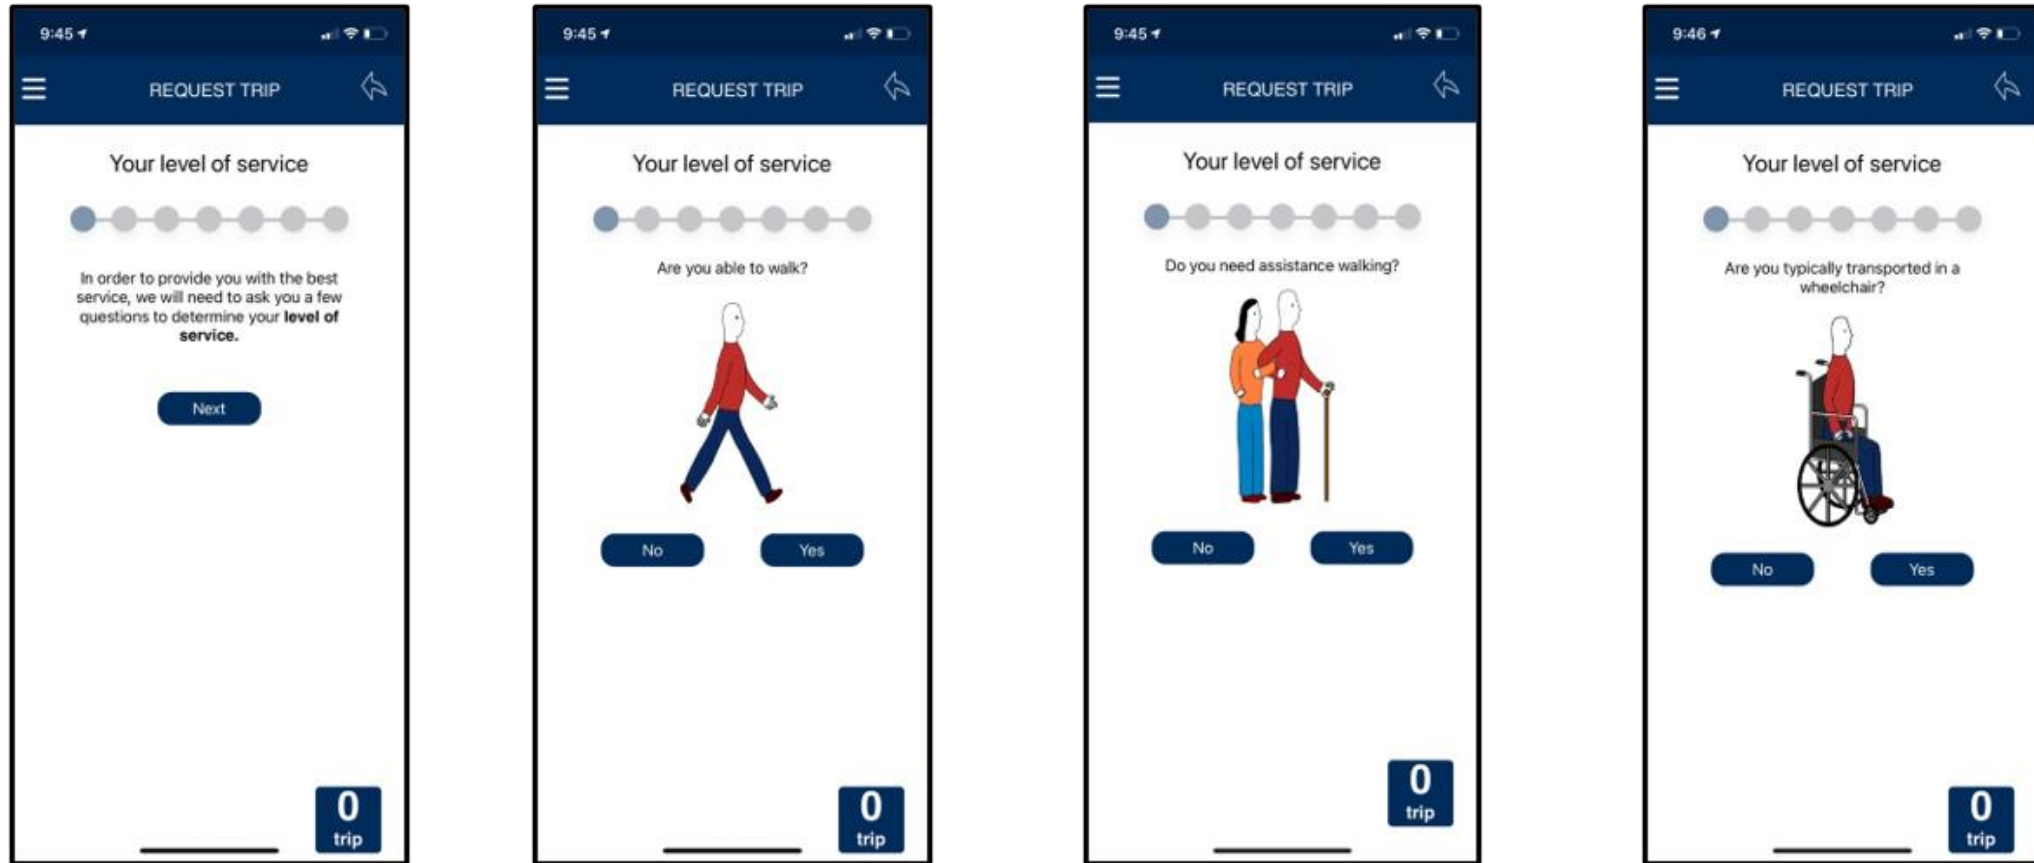 9:45
REQUEST TRIP
Your level of service
In order to provide you with the best
service, we will need to ask you a few
questions to determine your level of
service.
Next
0
trip
9:45
REQUEST TRIP
Your level of service
Are you able to walk?
No
Yes
0
trip
9:45
REQUEST TRIP
Your level of service
Do you need assistance walking?
No
Yes
0
trip
9:46
REQUEST TRIP
Your level of service
Are you typically transported in a
wheelchair?
No
Yes
0
trip